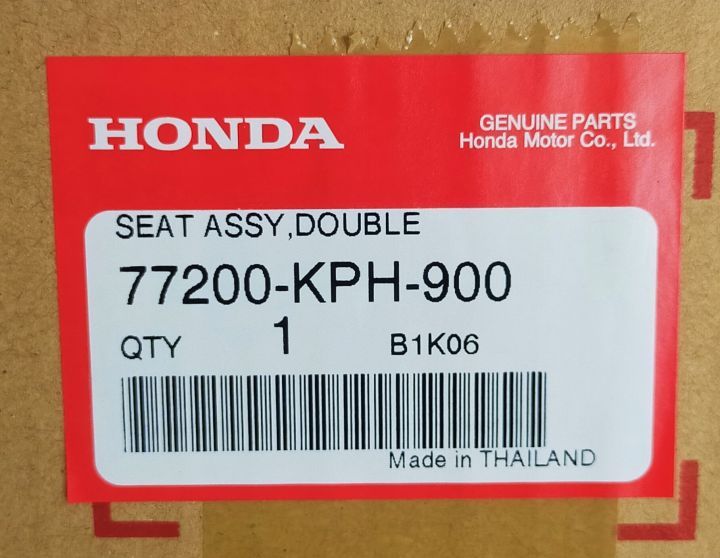 HONDA
GENUINE PARTS
Honda Motor Co., Ltd.
SEAT ASSY,DOUBLE
77200-KPH-900
QTY 1 B1K06
Made in THAILAND